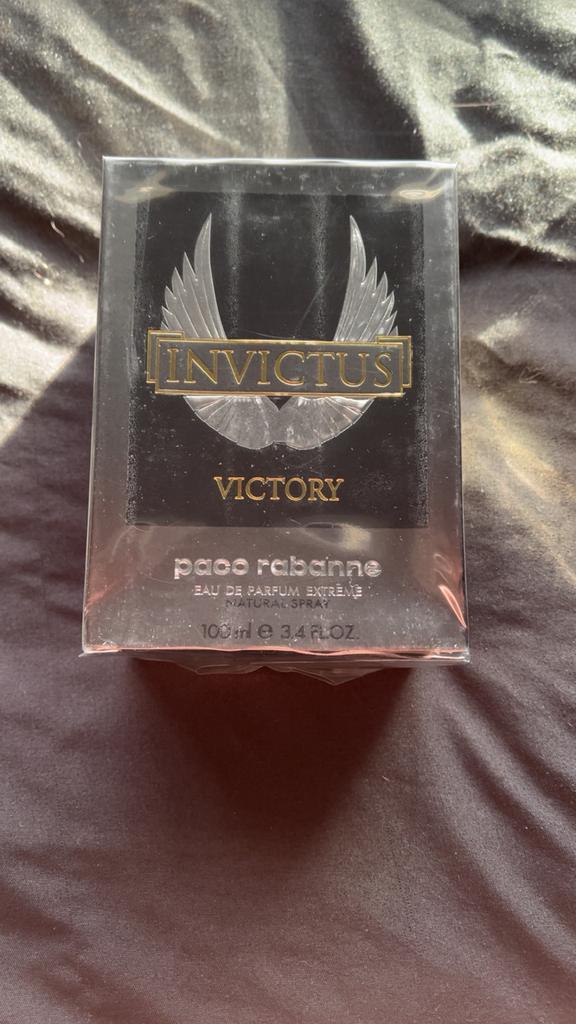 INVICTUS
VICTORY
paco rabanne
EAU DE PARFUM EXTRÊME
NATURAL SPRAY
100 ml ℮ 3.4 FL.OZ.